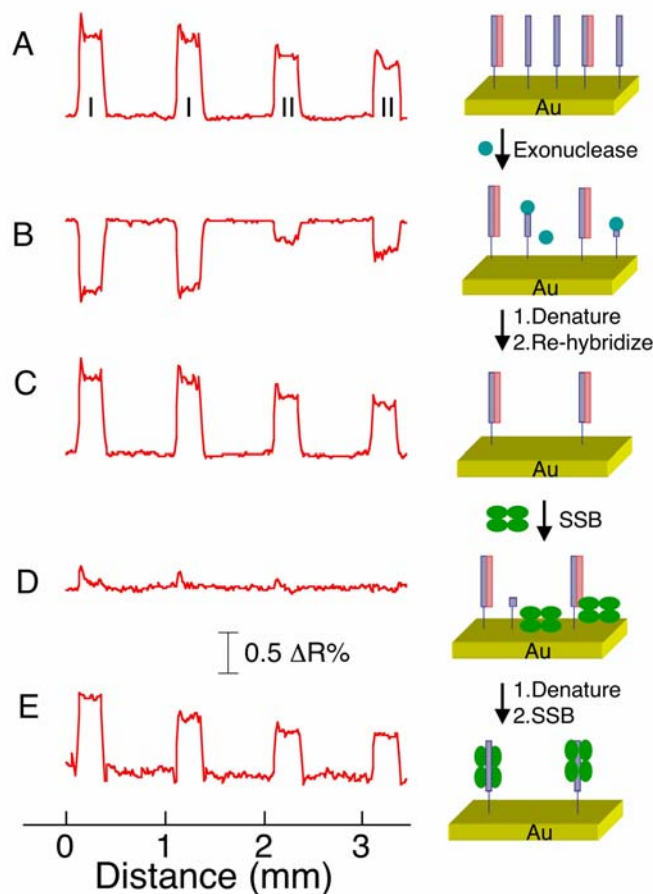 A
I I II II
Au
Exonuclease
B
Au
1.Denature
2.Re-hybridize
C
Au
SSB
D
Au
0.5 ΔR%
1.Denature
2.SSB
E
Au
0 1 2 3
Distance (mm)